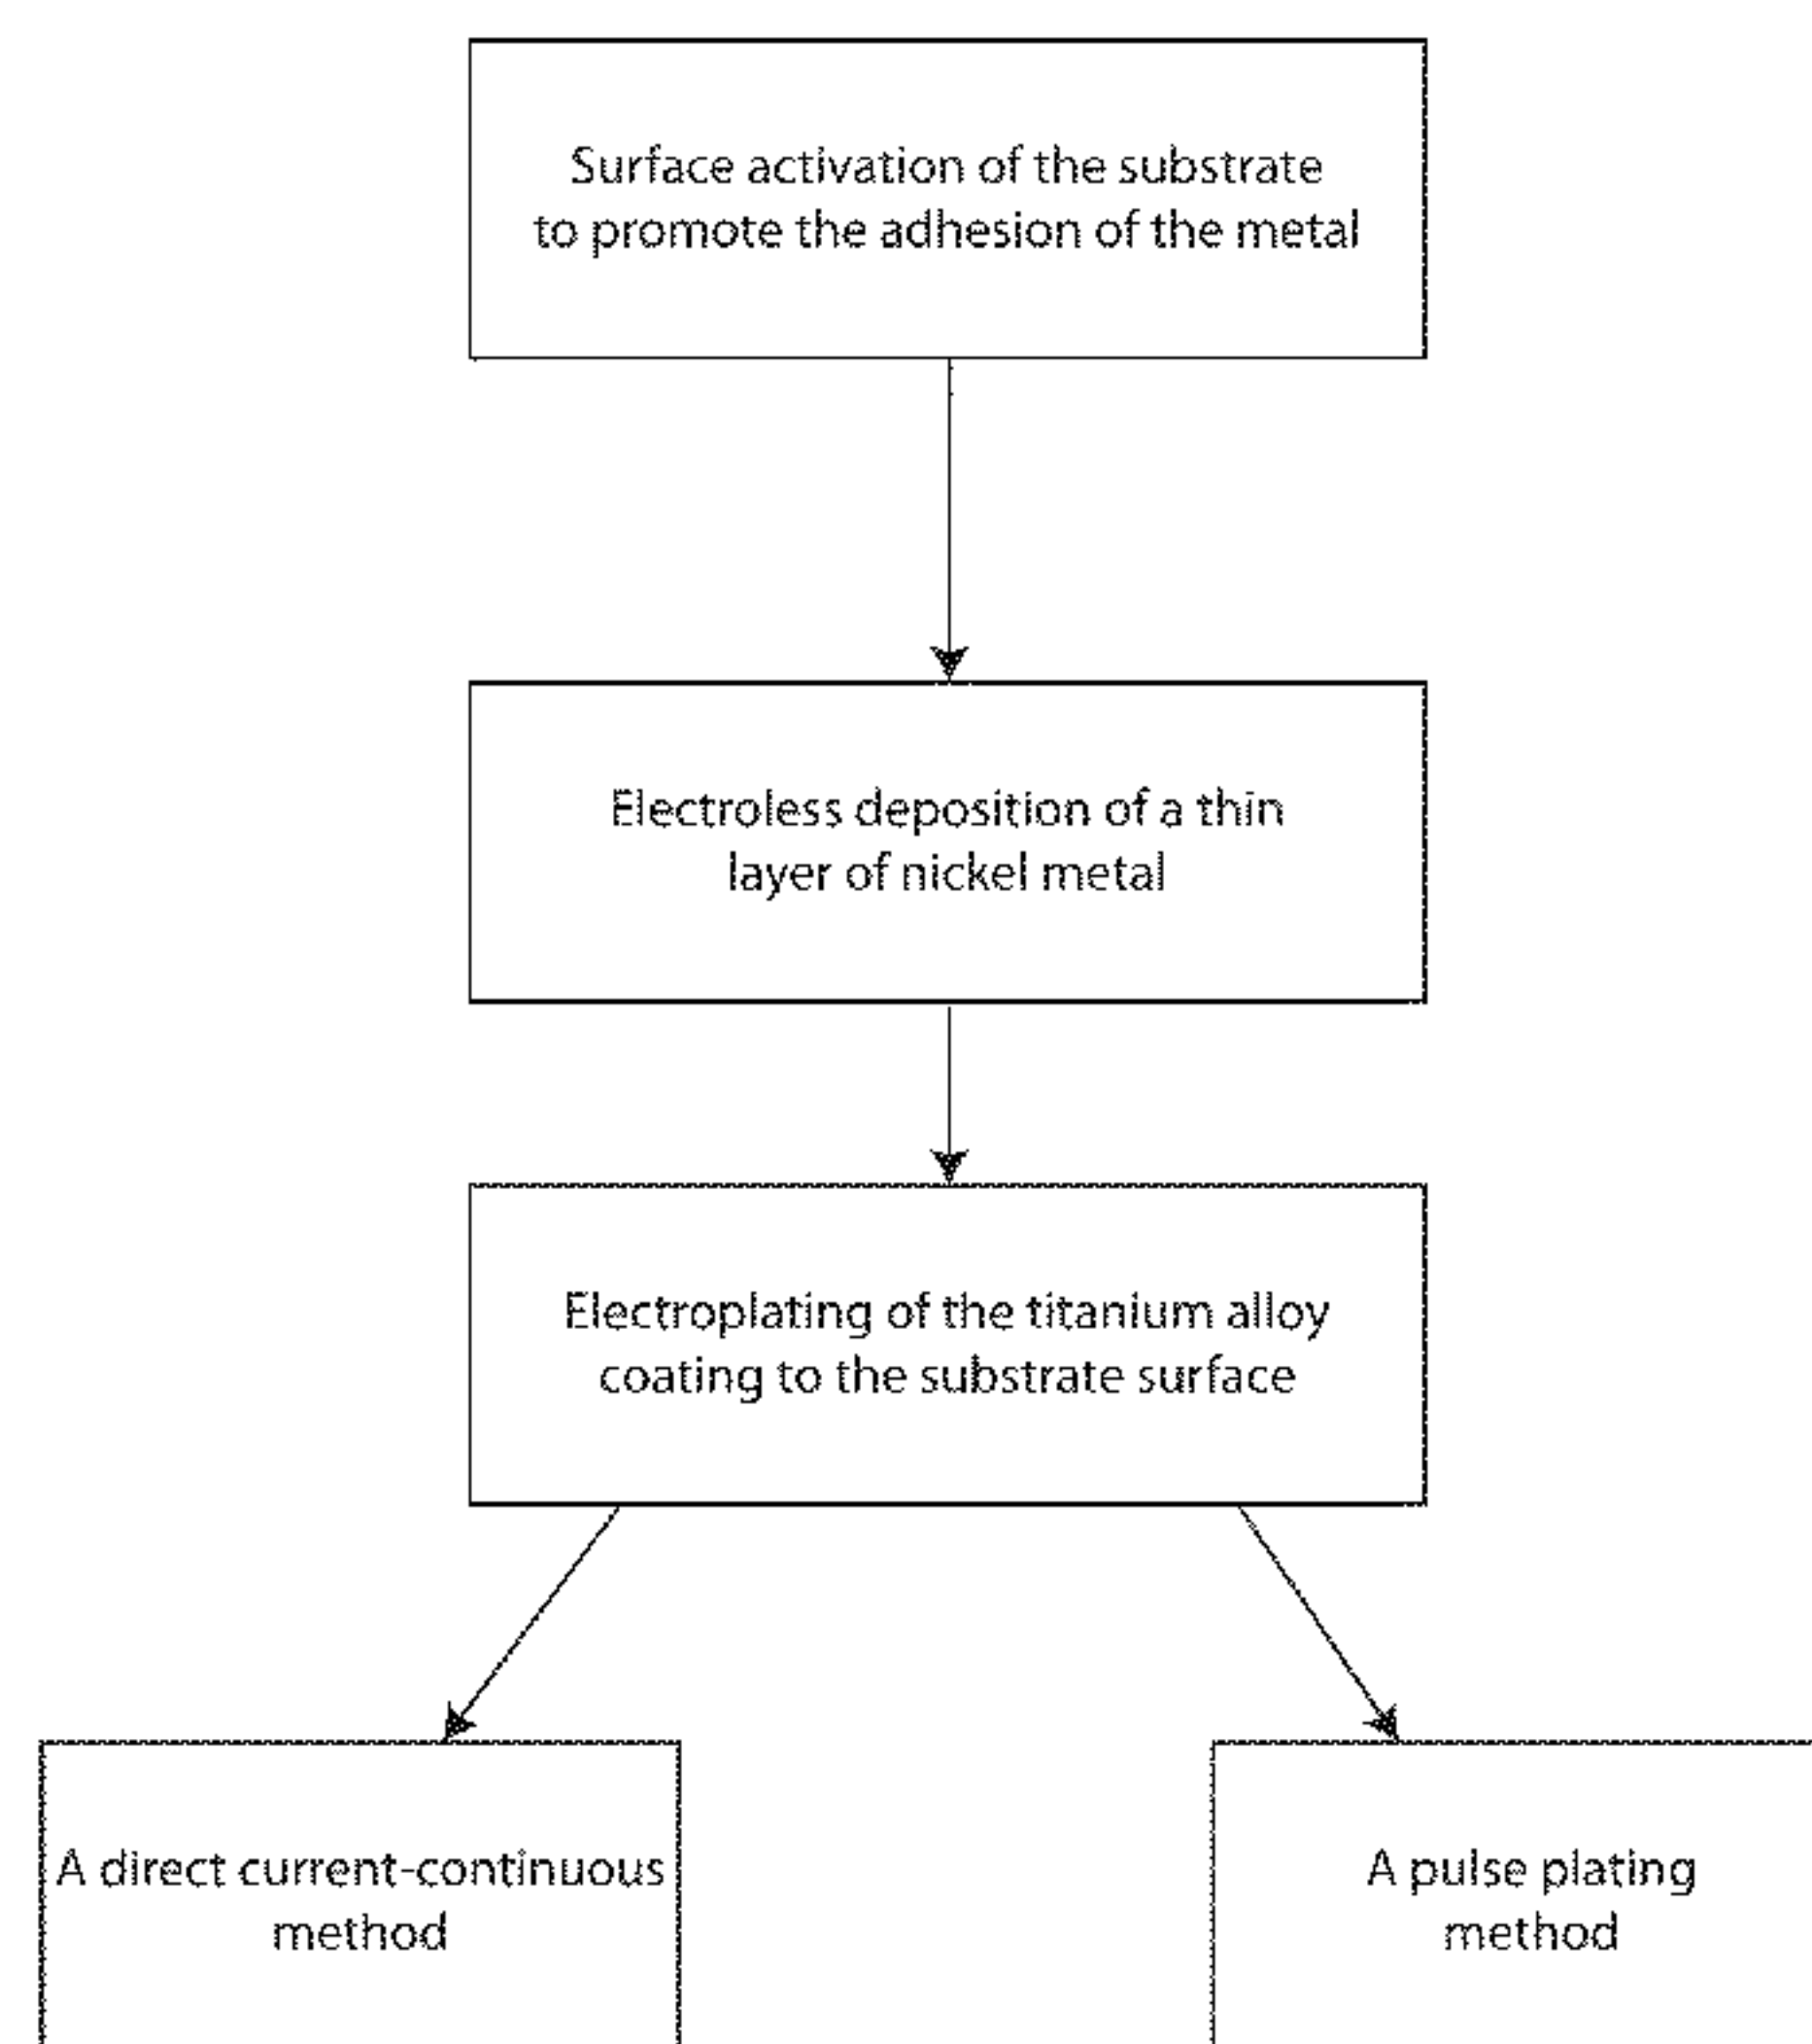 Surface activation of the substrate
to promote the adhesion of the metal
Electroless deposition of a thin
layer of nickel metal
Electroplating of the titanium alloy
coating to the substrate surface
A direct current-continuous
method
A pulse plating
method